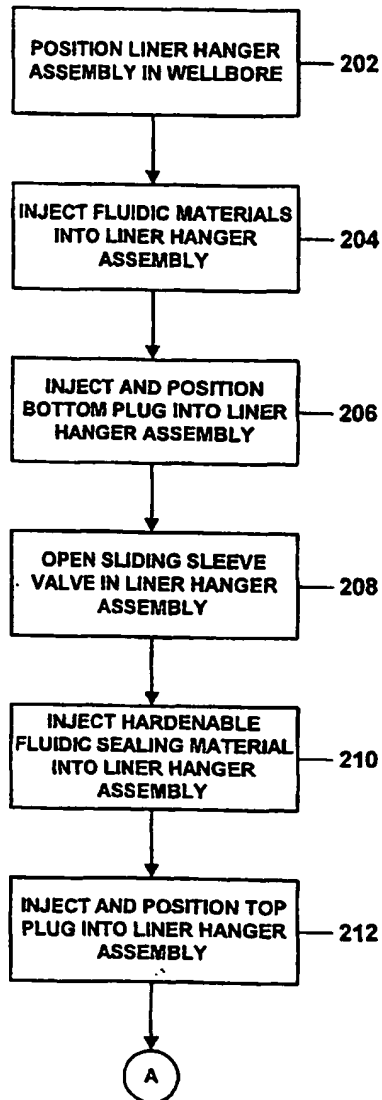 POSITION LINER HANGER
ASSEMBLY IN WELLBORE
202
INJECT FLUIDIC MATERIALS
INTO LINER HANGER
ASSEMBLY
204
INJECT AND POSITION
BOTTOM PLUG INTO LINER
HANGER ASSEMBLY
206
OPEN SLIDING SLEEVE
VALVE IN LINER HANGER
ASSEMBLY
208
INJECT HARDENABLE
FLUIDIC SEALING MATERIAL
INTO LINER HANGER
ASSEMBLY
210
INJECT AND POSITION TOP
PLUG INTO LINER HANGER
ASSEMBLY
212
A